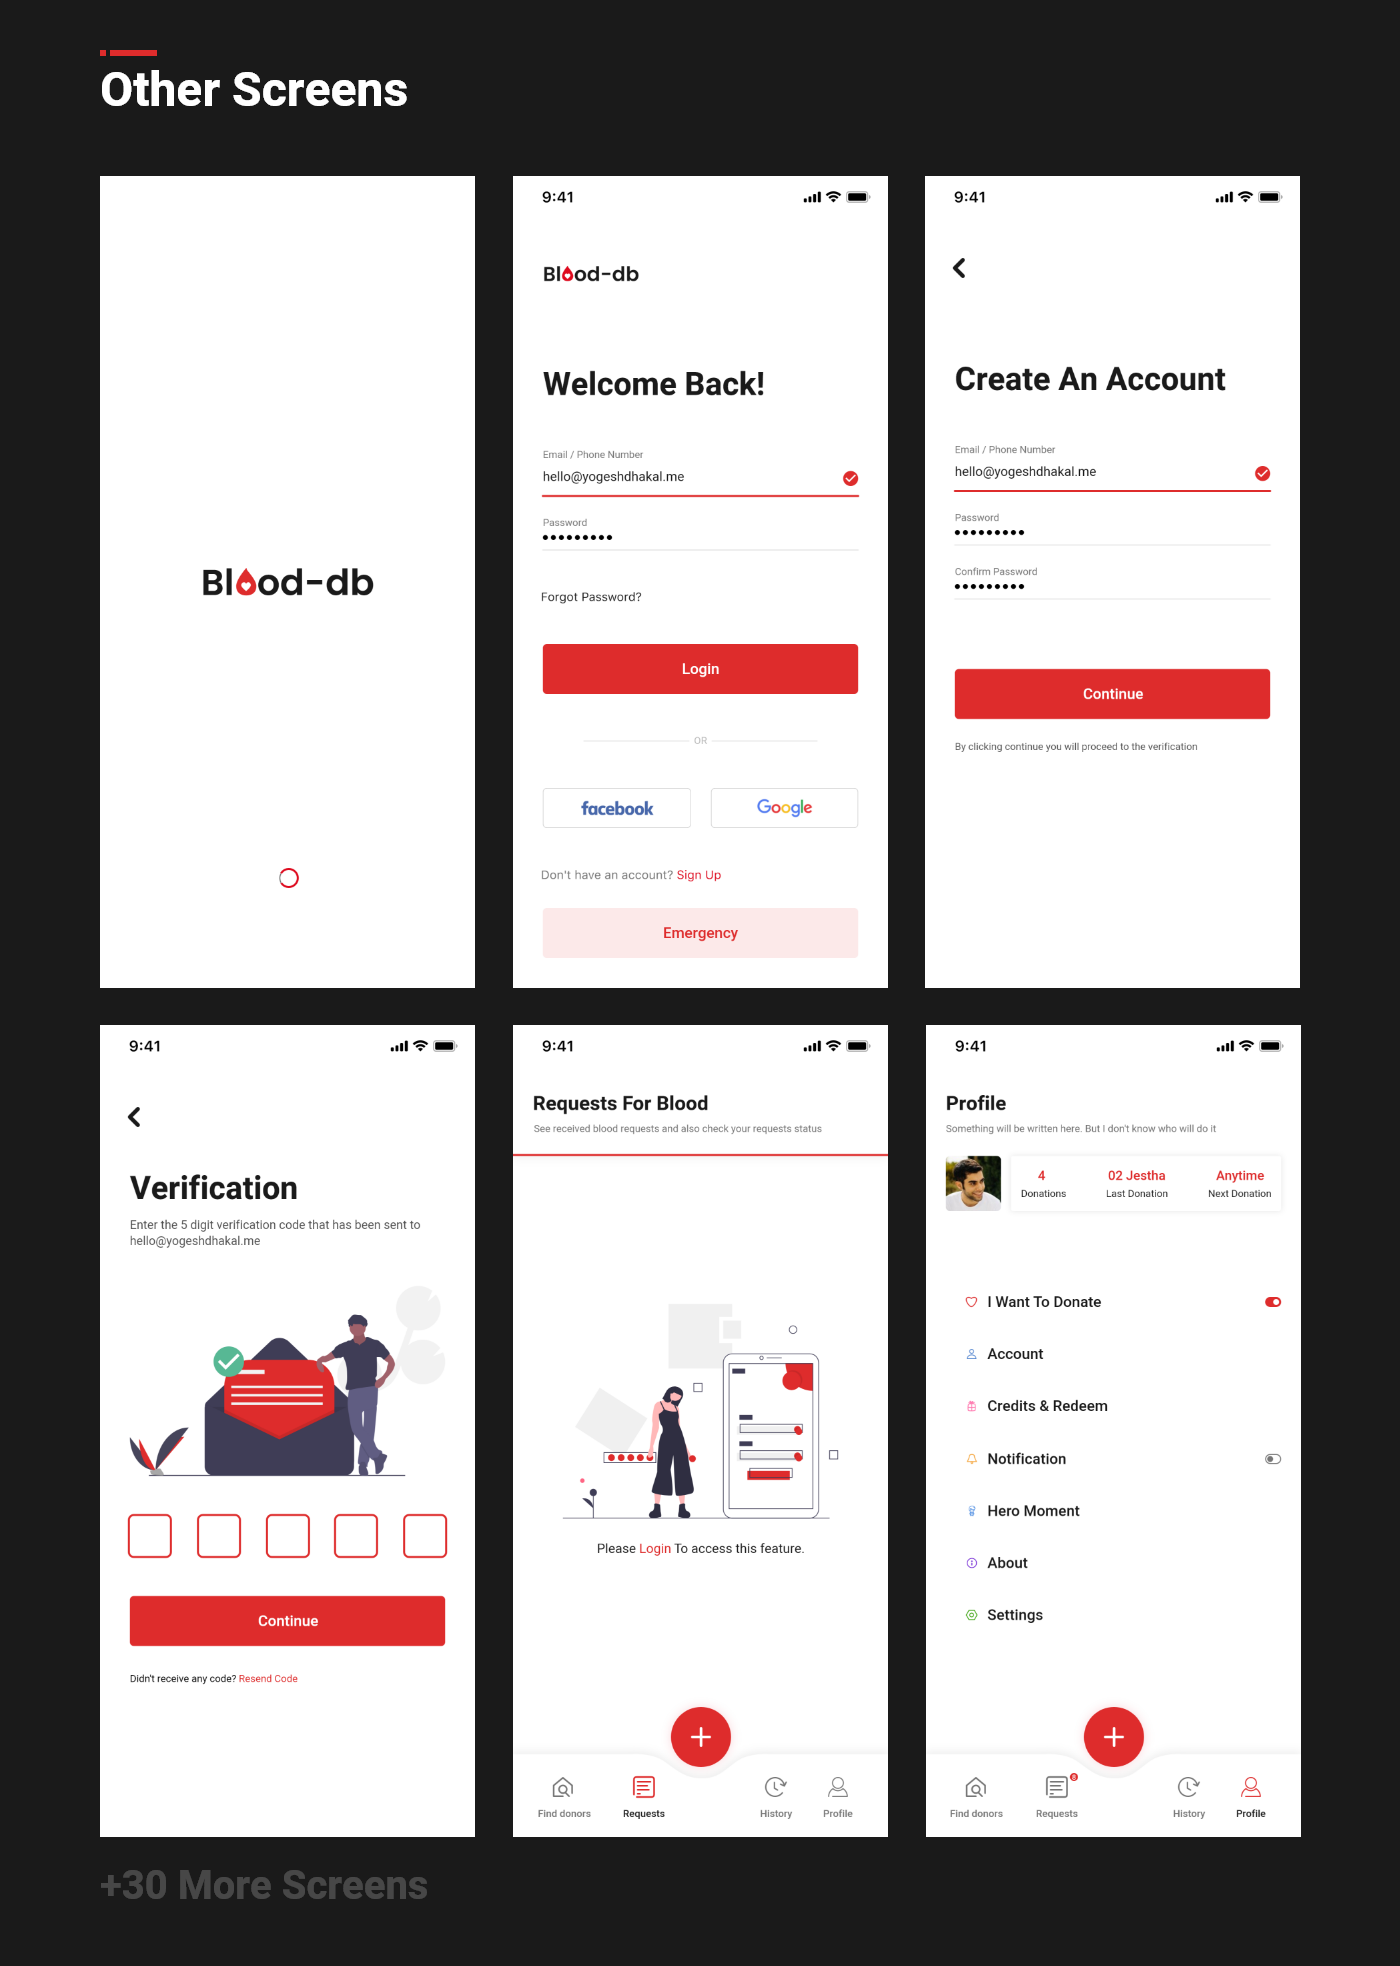 Other Screens
Blood-db
9:41
Blood-db
Welcome Back!
Email / Phone Number
hello@yogeshdhakal.me
Password
Forgot Password?
Login
OR
facebook
Google
Don't have an account? Sign Up
Emergency
9:41
Create An Account
Email / Phone Number
hello@yogeshdhakal.me
Password
Confirm Password
Continue
By clicking continue you will proceed to the verification
9:41
Verification
Enter the 5 digit verification code that has been sent to
hello@yogeshdhakal.me
Continue
Didn't receive any code? Resend Code
9:41
Requests For Blood
See received blood requests and also check your requests status
Please Login To access this feature.
Find donors
Requests
History
Profile
9:41
Profile
Something will be written here. But I don't know who will do it
4
Donations
02 Jestha
Last Donation
Anytime
Next Donation
I Want To Donate
Account
Credits & Redeem
Notification
Hero Moment
About
Settings
Find donors
Requests
History
Profile
+30 More Screens